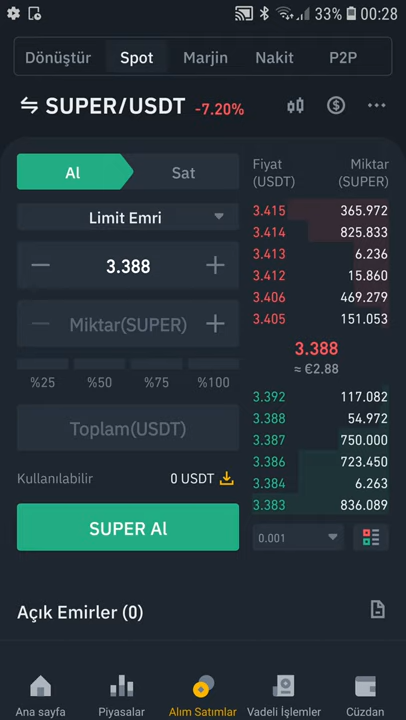 33% 00:28
Dönüştür Spot Marjin Nakit P2P
SUPER/USDT -7.20%
Al Sat
Limit Emri
3.388
Miktar(SUPER)
%25 %50 %75 %100
Toplam(USDT)
Kullanılabilir 0 USDT
SUPER Al
Fiyat Miktar
(USDT) (SUPER)
3.415 365.972
3.414 825.833
3.413 6.236
3.412 15.860
3.406 469.279
3.405 151.053
3.388
≈ €2.88
3.392 117.082
3.388 54.972
3.387 750.000
3.386 723.450
3.384 6.263
3.383 836.089
0.001
Açık Emirler (0)
Ana sayfa Piyasalar Alım Satımlar Vadeli İşlemler Cüzdan